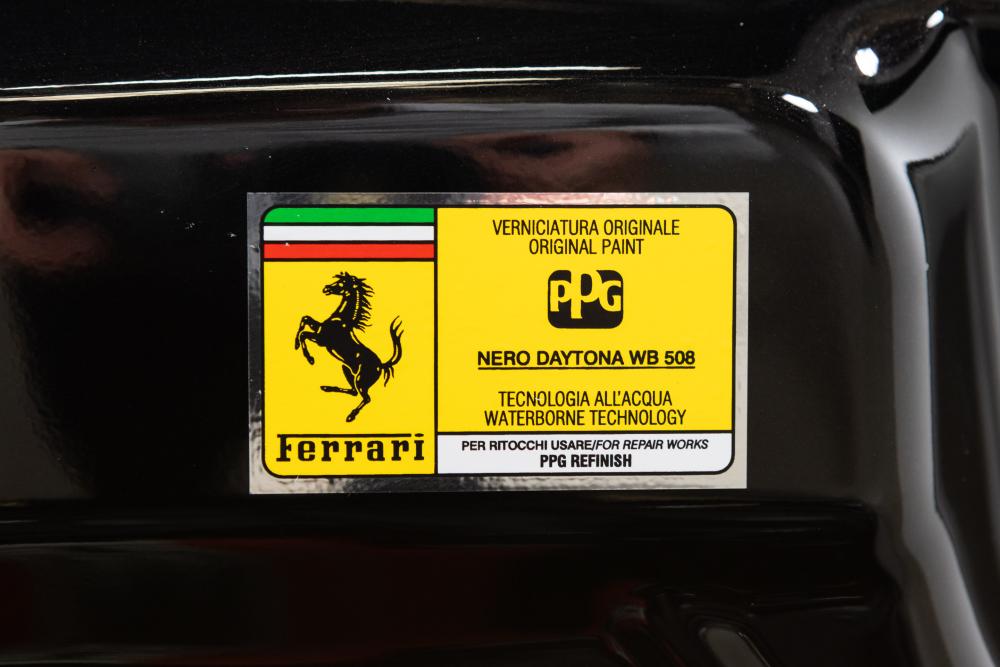 Ferrari
VERNICIATURA ORIGINALE
ORIGINAL PAINT
PPG
NERO DAYTONA WB 508
TECNOLOGIA ALL'ACQUA
WATERBORNE TECHNOLOGY
PER RITOCCHI USARE/FOR REPAIR WORKS
PPG REFINISH